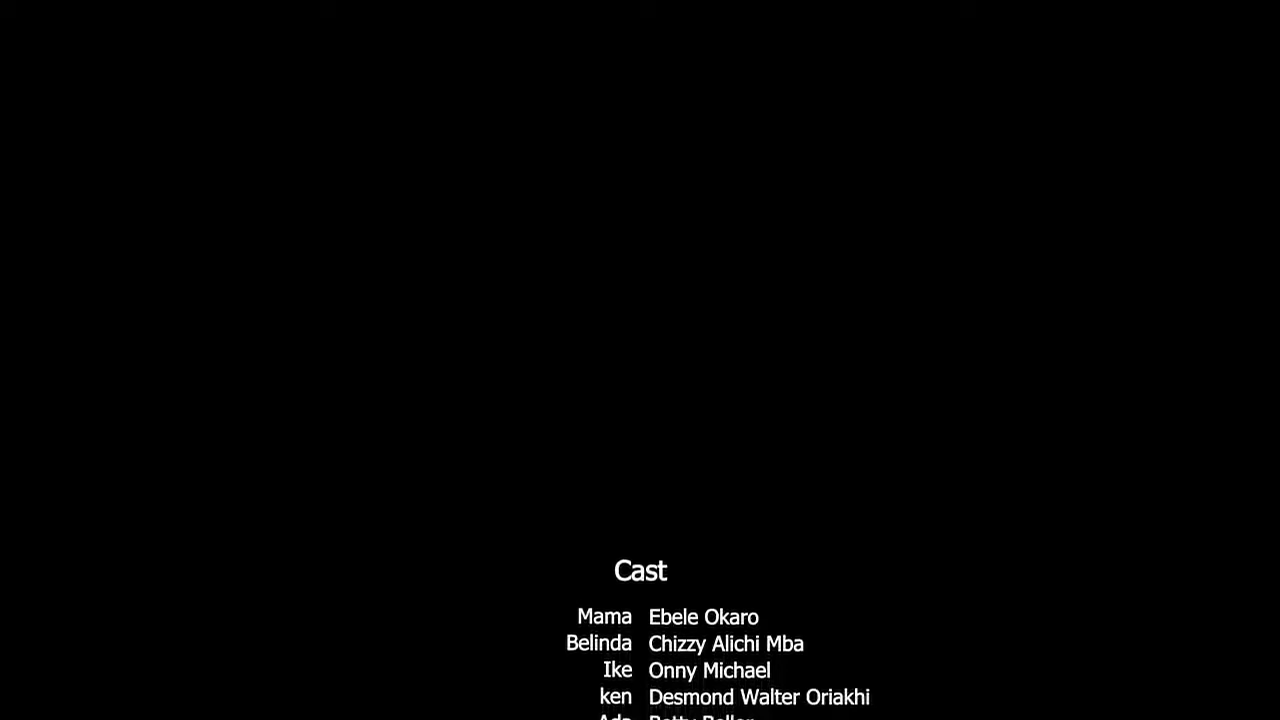 Cast
Mama Ebele Okaro
Belinda Chizzy Alichi Mba
Ike Onny Michael
ken Desmond Walter Oriakhi